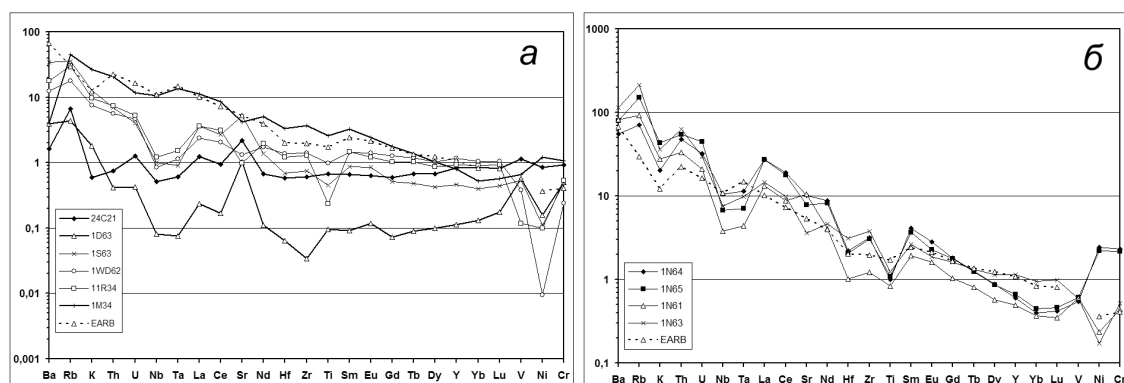 100
10
1
0,1
0,01
0,001
а
24C21
1D63
1S63
1WD62
11R34
1M34
EARB
Ba Rb K Th U Nb Ta La Ce Sr Nd Hf Zr Ti Sm Eu Gd Tb Dy Y Yb Lu V Ni Cr
1000
100
10
1
0,1
б
1N64
1N65
1N61
1N63
EARB
Ba Rb K Th U Nb Ta La Ce Sr Nd Hf Zr Ti Sm Eu Gd Tb Dy Y Yb Lu V Ni Cr